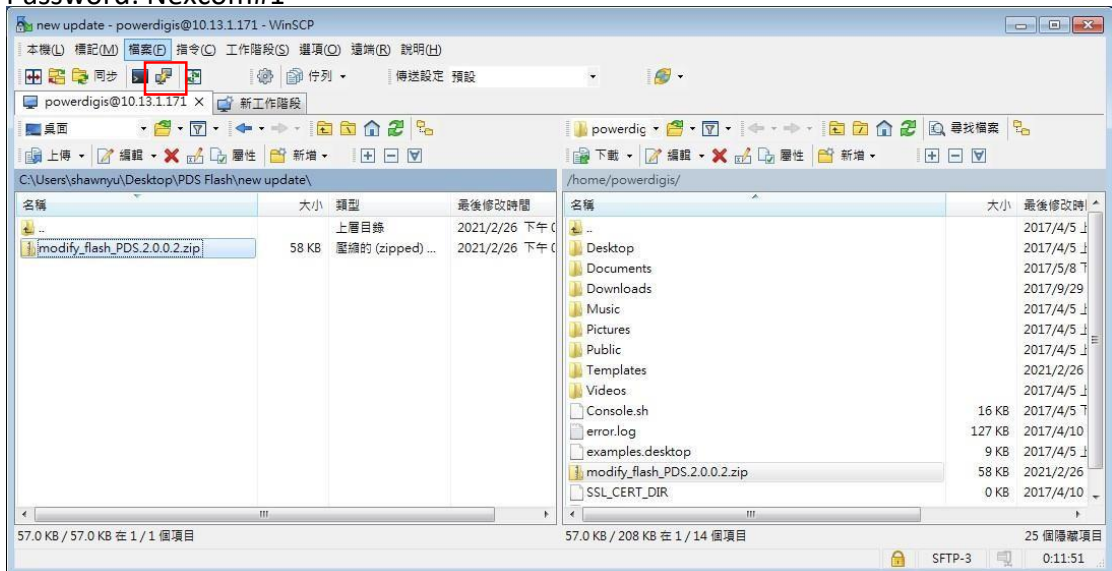 Password: Nexcom#1
new update - powerdigis@10.13.1.171 - WinSCP
本機(L) 標記(M) 檔案(F) 指令(C) 工作階段(S) 選項(O) 遠端(R) 說明(H)
同步 佇列 傳送設定 預設
powerdigis@10.13.1.171 × 新工作階段
桌面 powerdig 尋找檔案
上傳 編輯 屬性 新增 下載 編輯 屬性 新增
C:\Users\shawnyu\Desktop\PDS Flash\new update\ /home/powerdigis/
名稱 大小 類型 最後修改時間 名稱 大小 最後修改時
.. 上層目錄 2021/2/26 下午 .. 2017/4/5 上
modify_flash_PDS.2.0.0.2.zip 58 KB 壓縮的 (zipped) ... 2021/2/26 下午 Desktop 2017/4/5 上
Documents 2017/5/8 下
Downloads 2017/9/29
Music 2017/4/5 上
Pictures 2017/4/5 上
Public 2017/4/5 上
Templates 2021/2/26
Videos 2017/4/5 上
Console.sh 16 KB 2017/4/5 下
error.log 127 KB 2017/4/10
examples.desktop 9 KB 2017/4/5 上
modify_flash_PDS.2.0.0.2.zip 58 KB 2021/2/26
SSL_CERT_DIR 0 KB 2017/4/10
57.0 KB / 57.0 KB 在 1 / 1 個項目 57.0 KB / 208 KB 在 1 / 14 個項目 25 個隱藏項目
SFTP-3 0:11:51